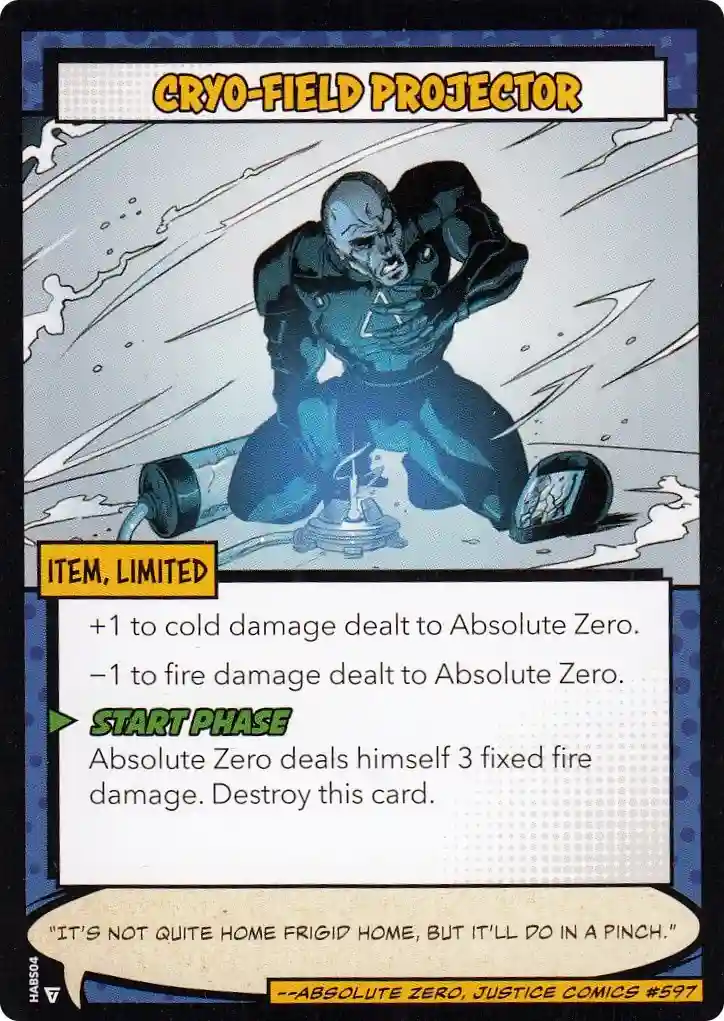 CRYO-FIELD PROJECTOR
ITEM, LIMITED
+1 to cold damage dealt to Absolute Zero.
−1 to fire damage dealt to Absolute Zero.
START PHASE
Absolute Zero deals himself 3 fixed fire
damage. Destroy this card.
"IT'S NOT QUITE HOME FRIGID HOME, BUT IT'LL DO IN A PINCH."
--ABSOLUTE ZERO, JUSTICE COMICS #597
HABS04